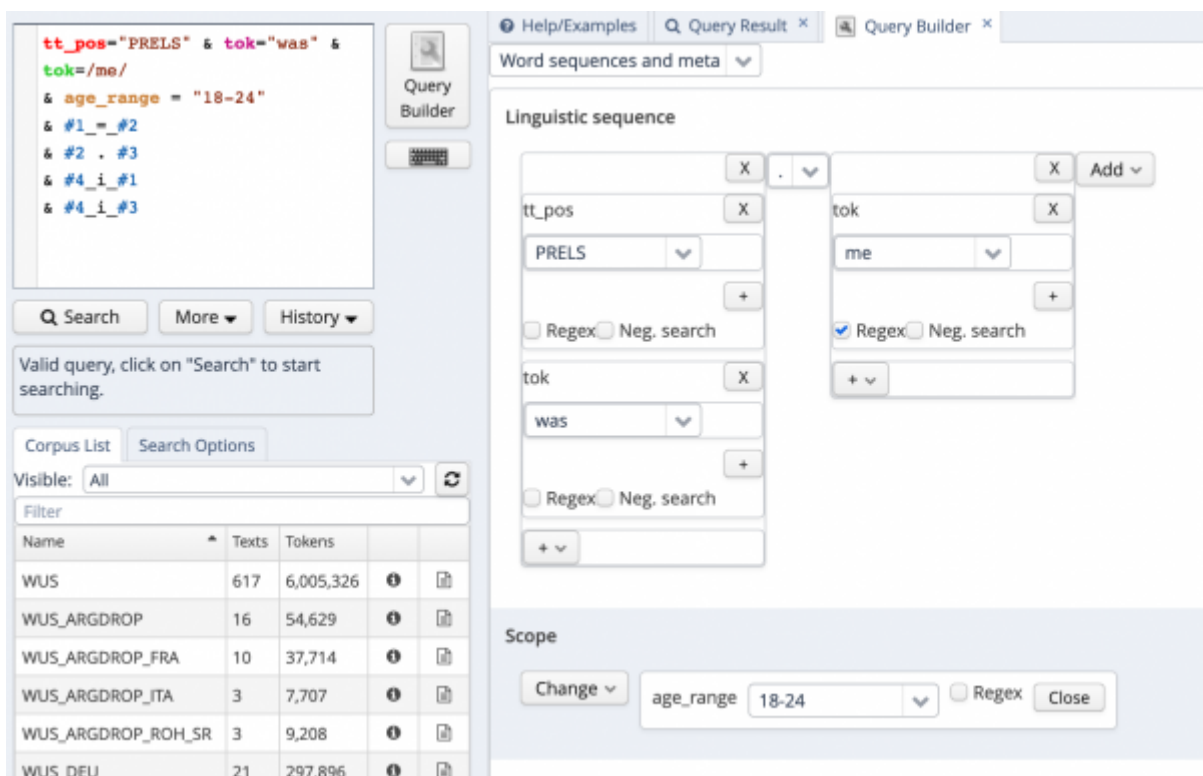 tt_pos="PRELS" & tok="was" &
tok=/me/
& age_range = "18-24"
& #1_=_#2
& #2 . #3
& #4_i_#1
& #4_i_#3
Query
Builder
Search
More
History
Valid query, click on "Search" to start
searching.
Corpus List Search Options
Visible: All
Filter
Name Texts Tokens
WUS 617 6,005,326
WUS_ARGDROP 16 54,629
WUS_ARGDROP_FRA 10 37,714
WUS_ARGDROP_ITA 3 7,707
WUS_ARGDROP_ROH_SR 3 9,208
WUS_DEU 21 297,896
Help/Examples Query Result × Query Builder ×
Word sequences and meta
Linguistic sequence
X . X Add
tt_pos X
PRELS
+
Regex Neg. search
tok X
was
+
Regex Neg. search
+
tok X
me
+
Regex Neg. search
+
Scope
Change age_range 18-24 Regex Close